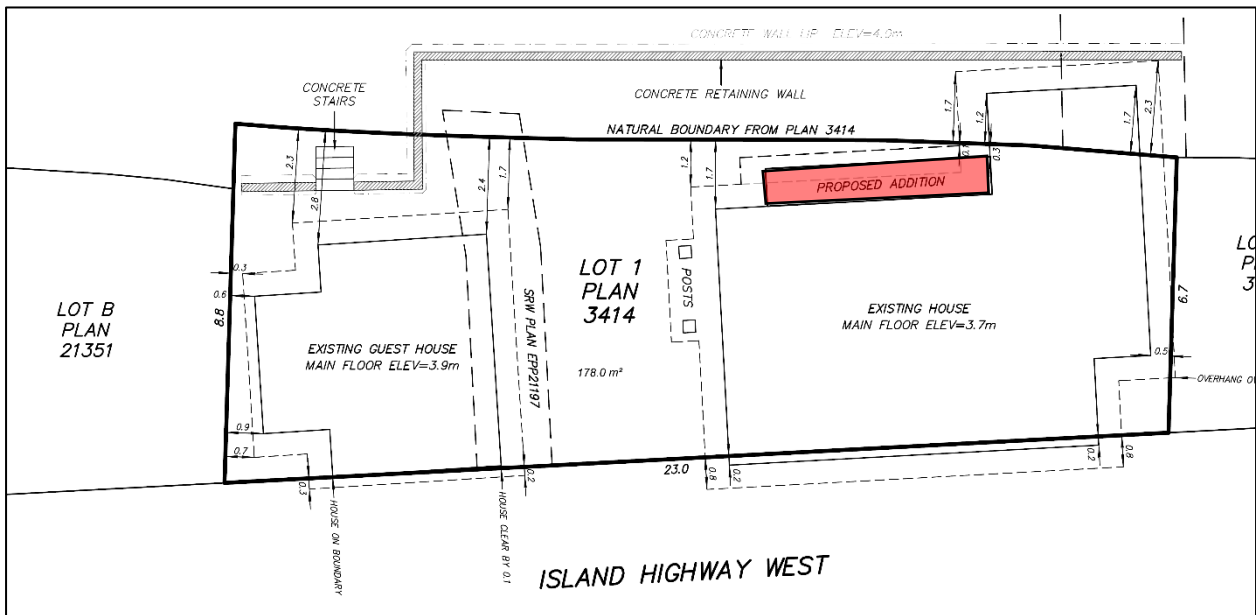 CONCRETE WALL UP ELEV=4.0m
CONCRETE
STAIRS
CONCRETE RETAINING WALL
NATURAL BOUNDARY FROM PLAN 3414
1.7
1.2
1.7
2.3
2.3
2.8
2.4
1.7
1.2
1.7
0.3
PROPOSED ADDITION
LOT 1
PLAN
3414
178.0 m²
POSTS
SRW PLAN EPP21197
0.3
0.6
8.8
LOT B
PLAN
21351
EXISTING GUEST HOUSE
MAIN FLOOR ELEV=3.9m
EXISTING HOUSE
MAIN FLOOR ELEV=3.7m
6.7
0.5
OVERHANG
0.9
0.7
0.3
0.2
23.0
0.8
0.2
0.2
0.8
HOUSE ON BOUNDARY
HOUSE CLEAR BY 0.1
ISLAND HIGHWAY WEST